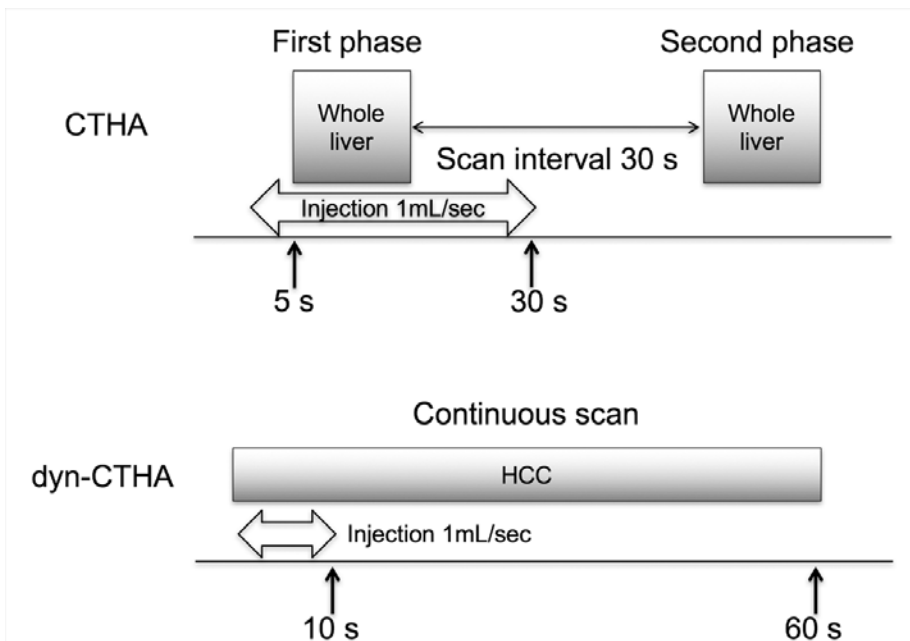 First phase
Second phase
CTHA
Whole
liver
Whole
liver
Scan interval 30 s
Injection 1mL/sec
5 s
30 s
Continuous scan
dyn-CTHA
HCC
Injection 1mL/sec
10 s
60 s